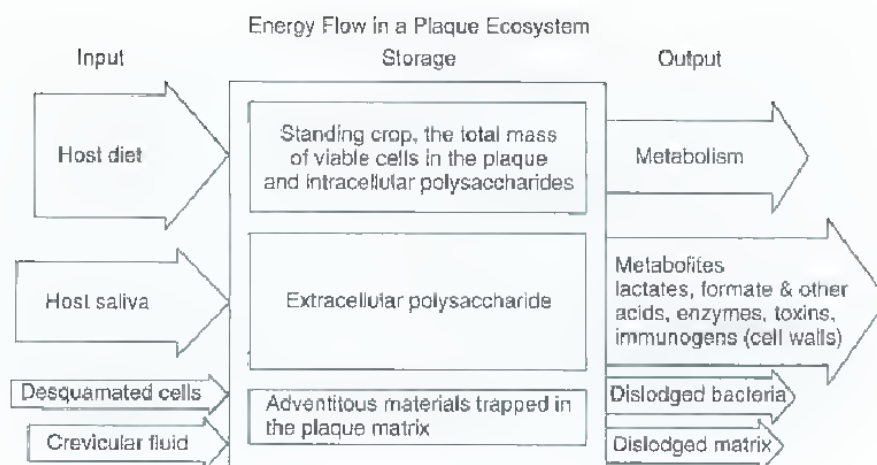 Energy Flow in a Plaque Ecosystem
Input
Storage
Output
Host diet
Standing crop, the total mass
of viable cells in the plaque
and intracellular polysaccharides
Metabolism
Host saliva
Extracellular polysaccharide
Metabolites
lactates, formate & other
acids, enzymes, toxins,
immunogens (cell walls)
Desquamated cells
Crevicular fluid
Adventitous materials trapped in
the plaque matrix
Dislodged bacteria
Dislodged matrix